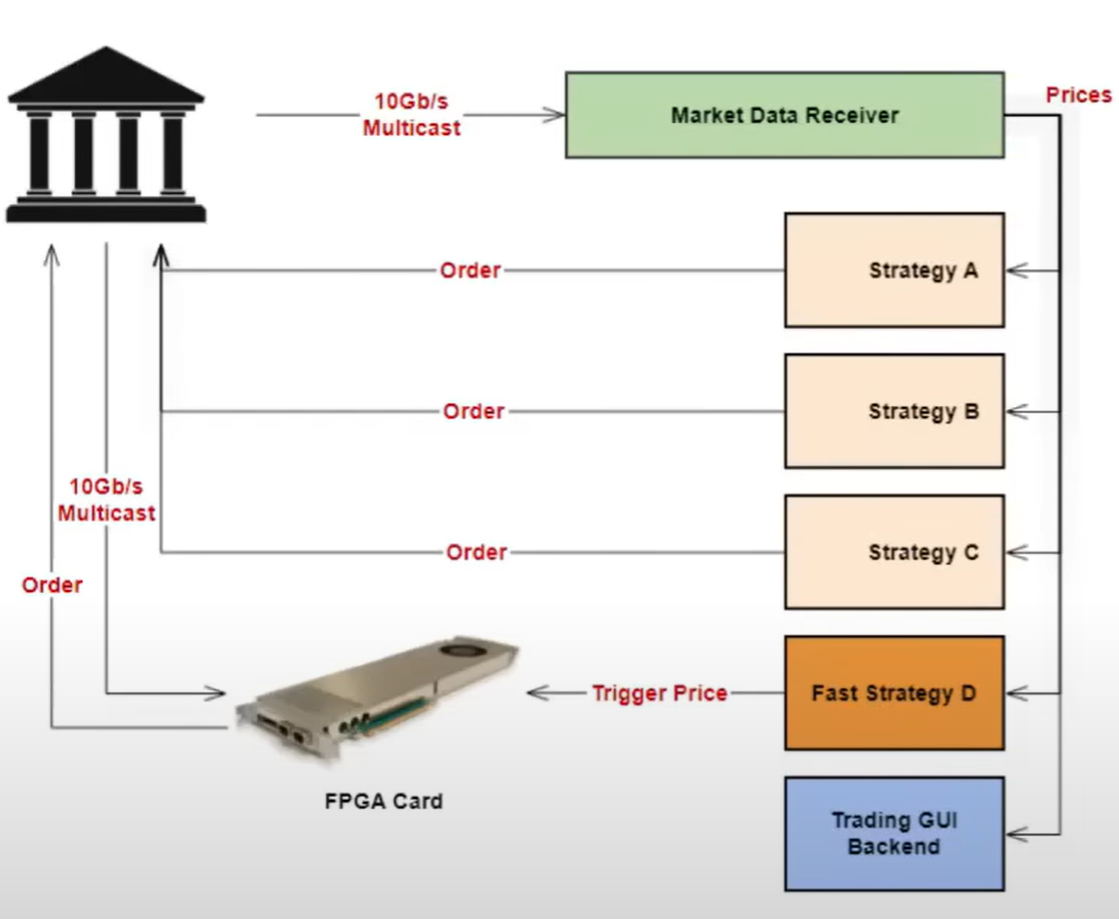 10Gb/s
Multicast
Market Data Receiver
Prices
Order
Strategy A
Order
Strategy B
10Gb/s
Multicast
Order
Strategy C
Order
Trigger Price
Fast Strategy D
FPGA Card
Trading GUI
Backend